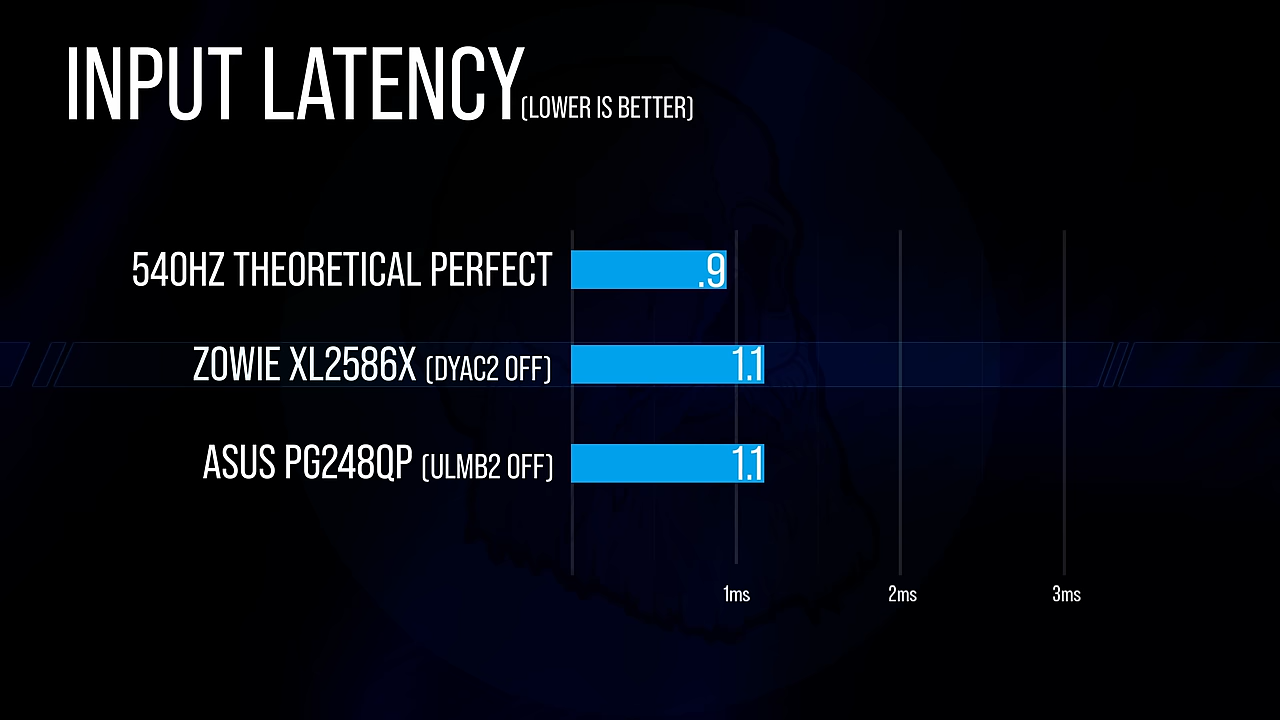 INPUT LATENCY (LOWER IS BETTER)
540HZ THEORETICAL PERFECT .9
ZOWIE XL2586X (DYAC2 OFF) 1.1
ASUS PG248QP (ULMB2 OFF) 1.1
1ms 2ms 3ms